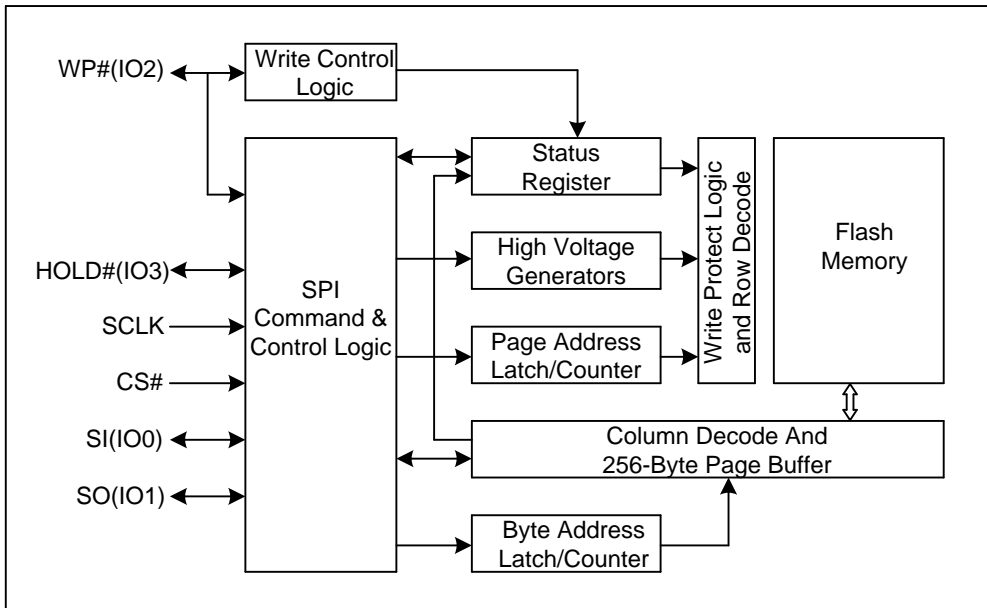 WP#(IO2)
Write Control
Logic
Status
Register
High Voltage
Generators
Page Address
Latch/Counter
Write Protect Logic
and Row Decode
Flash
Memory
HOLD#(IO3)
SCLK
CS#
SI(IO0)
SO(IO1)
SPI
Command &
Control Logic
Column Decode And
256-Byte Page Buffer
Byte Address
Latch/Counter